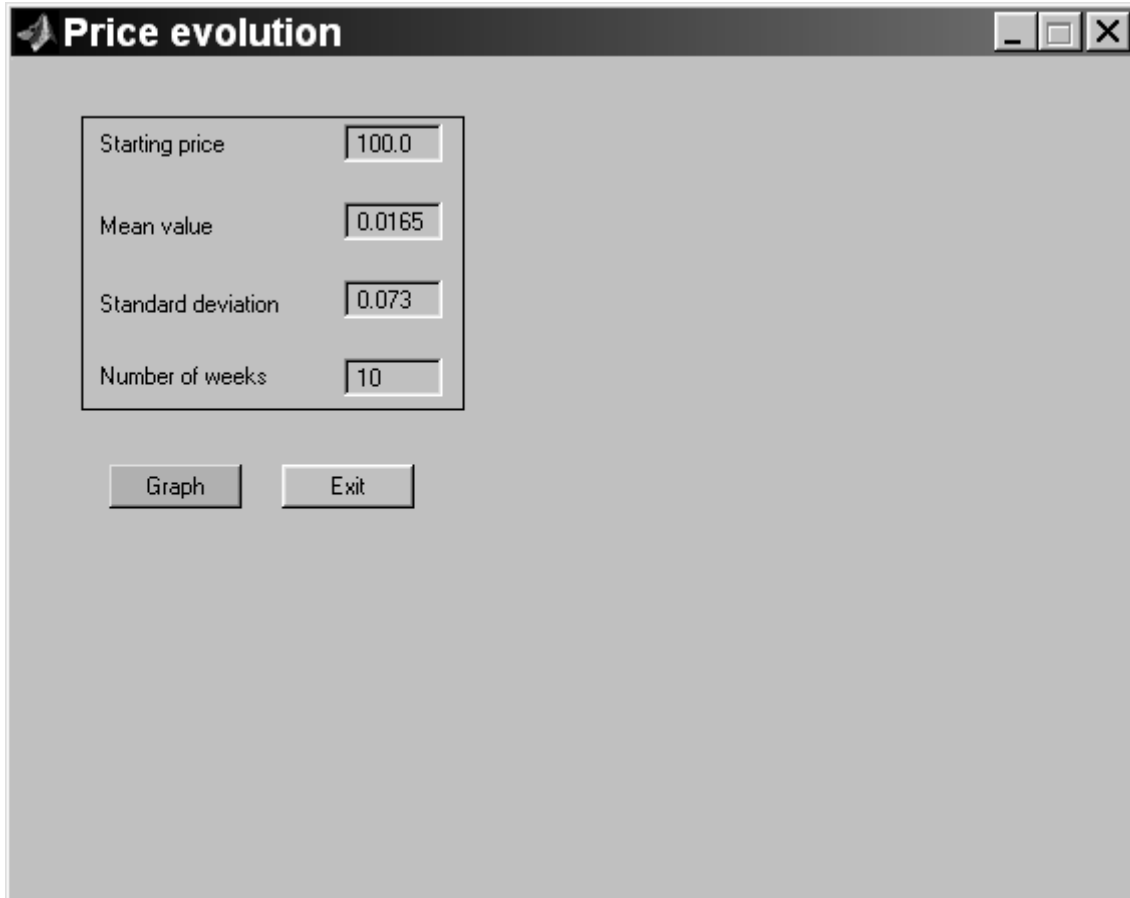 Price evolution
Starting price 100.0
Mean value 0.0165
Standard deviation 0.073
Number of weeks 10
Graph Exit